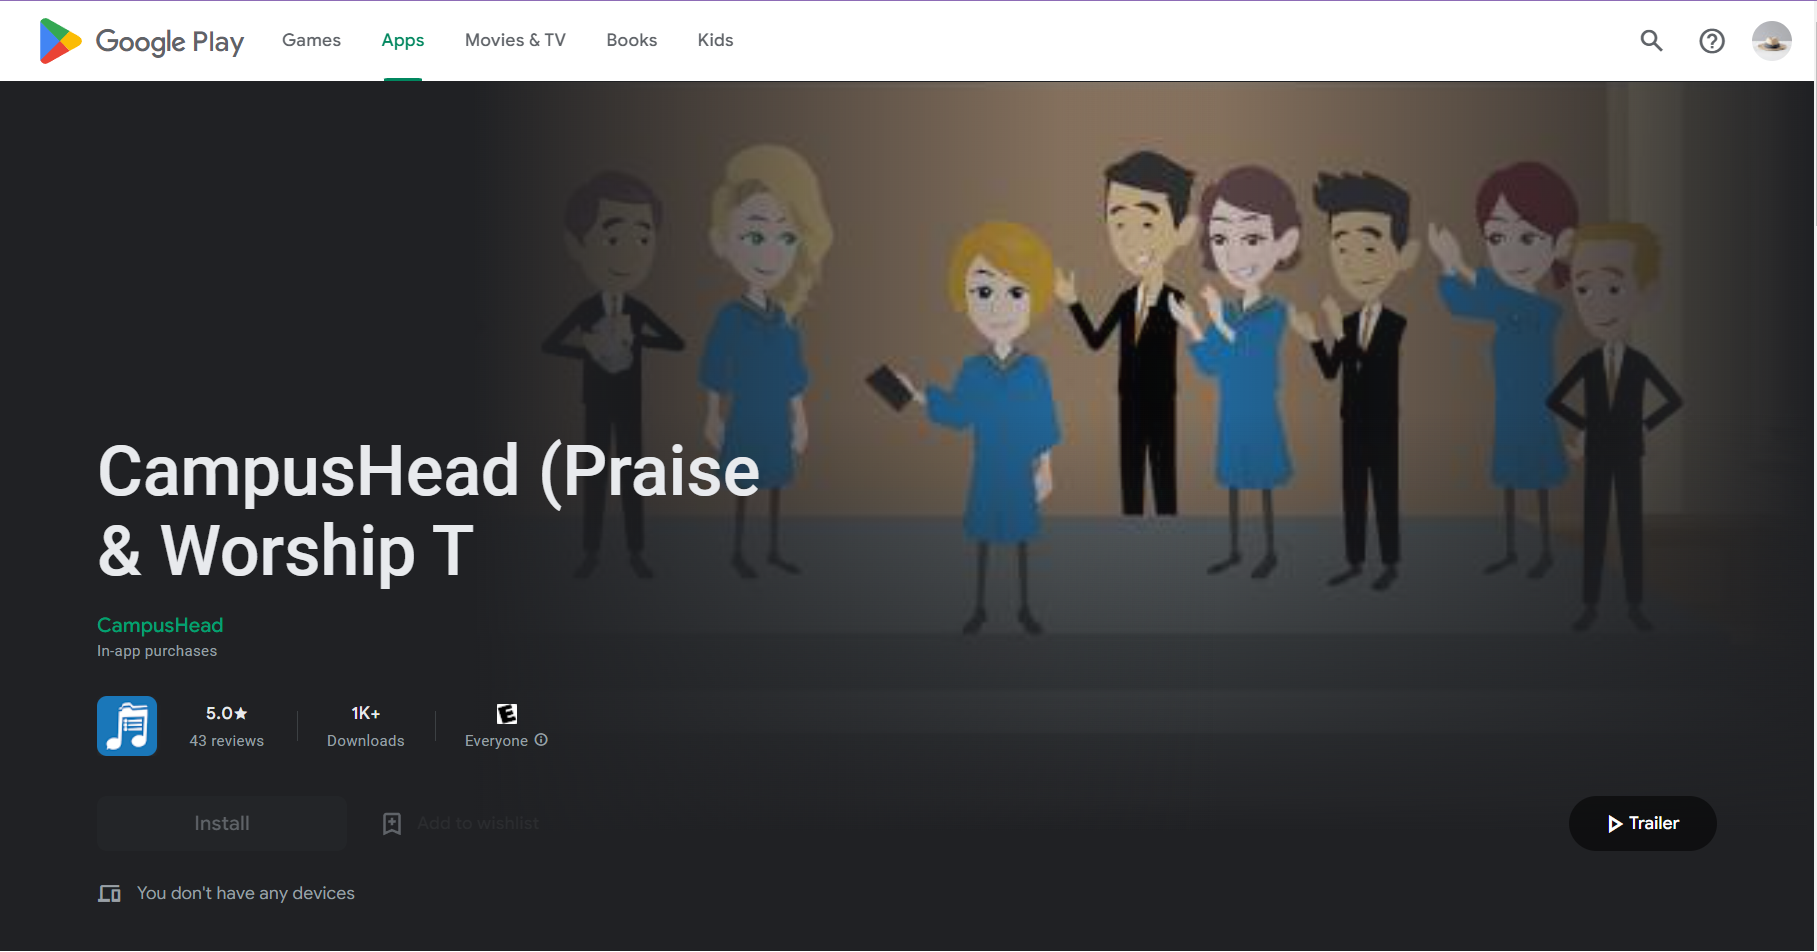 Google Play Games Apps Movies & TV Books Kids
CampusHead (Praise
& Worship T
CampusHead
In-app purchases
5.0★ 1K+ E
43 reviews Downloads Everyone
Install Add to wishlist Trailer
You don't have any devices